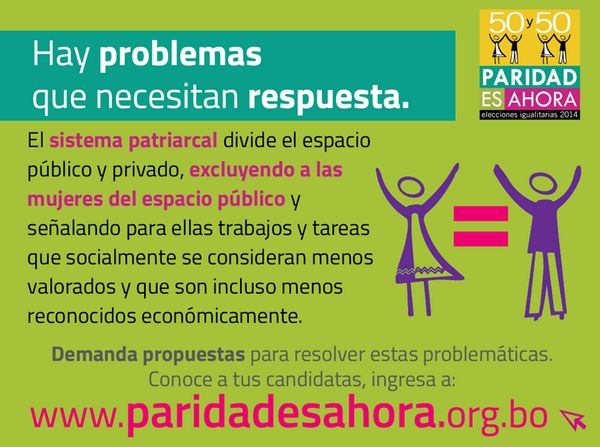 Hay problemas
que necesitan respuesta.
50 y 50
PARIDAD
ES AHORA
elecciones igualitarias 2014
El sistema patriarcal divide el espacio
público y privado, excluyendo a las
mujeres del espacio público y
señalando para ellas trabajos y tareas
que socialmente se consideran menos
valorados y que son incluso menos
reconocidos económicamente.
Demanda propuestas para resolver estas problemáticas.
Conoce a tus candidatas, ingresa a:
www.paridadesahora.org.bo